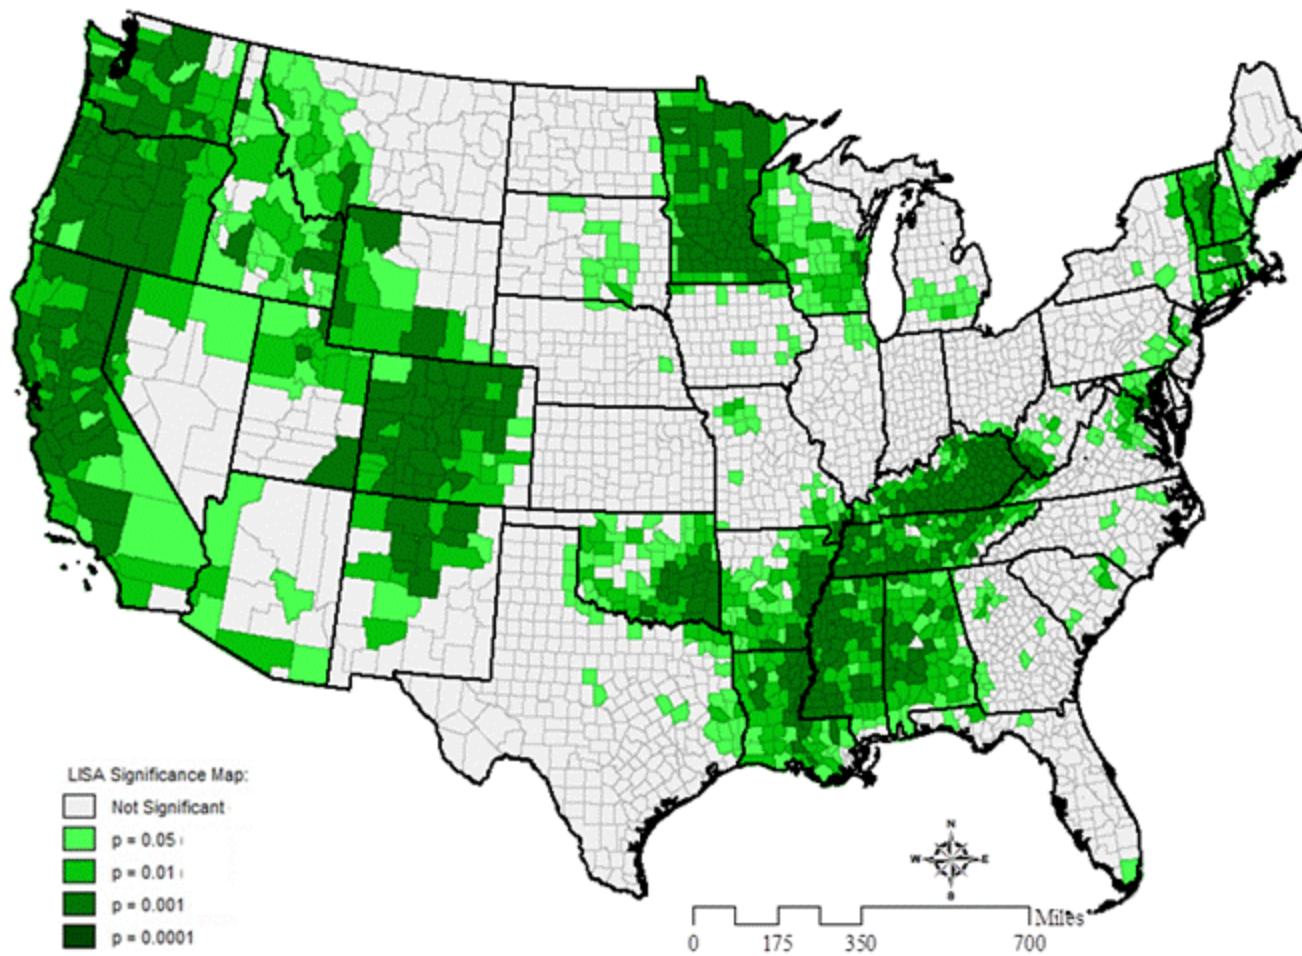 LISA Significance Map:
Not Significant
p = 0.05
p = 0.01
p = 0.001
p = 0.0001
N
W E
S
Miles
0 175 350 700